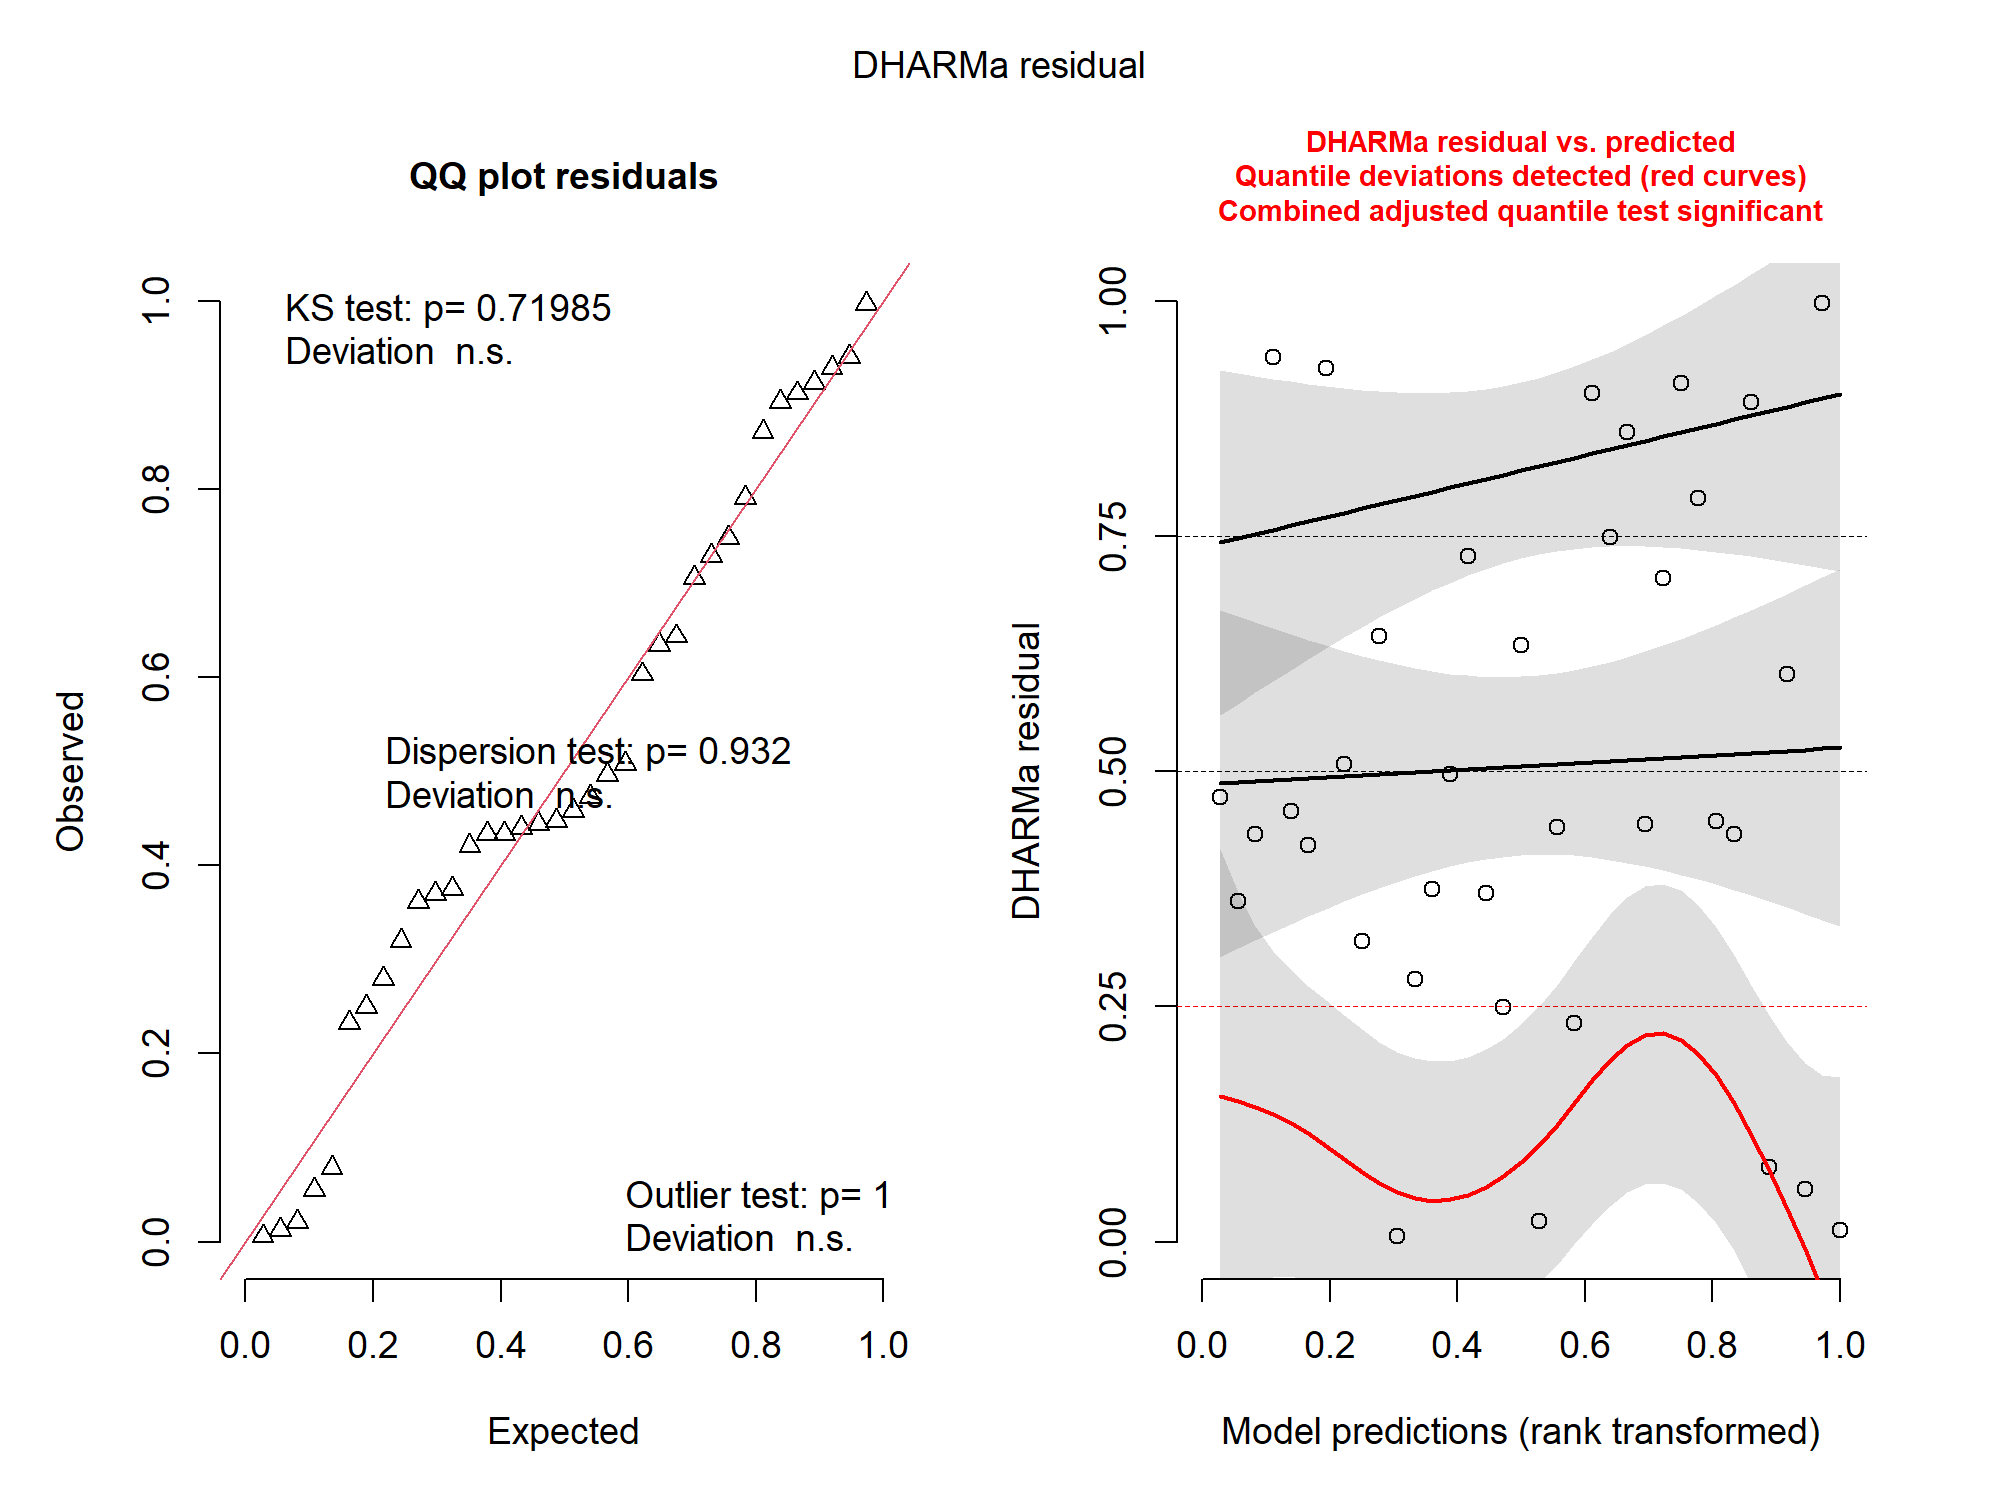 DHARMa residual
QQ plot residuals
KS test: p= 0.71985
Deviation  n.s.
Dispersion test: p= 0.932
Deviation  n.s.
Outlier test: p= 1
Deviation  n.s.
Observed
1.0
0.8
0.6
0.4
0.2
0.0
0.0 0.2 0.4 0.6 0.8 1.0
Expected
DHARMa residual vs. predicted
Quantile deviations detected (red curves)
Combined adjusted quantile test significant
DHARMa residual
1.00
0.75
0.50
0.25
0.00
0.0 0.2 0.4 0.6 0.8 1.0
Model predictions (rank transformed)